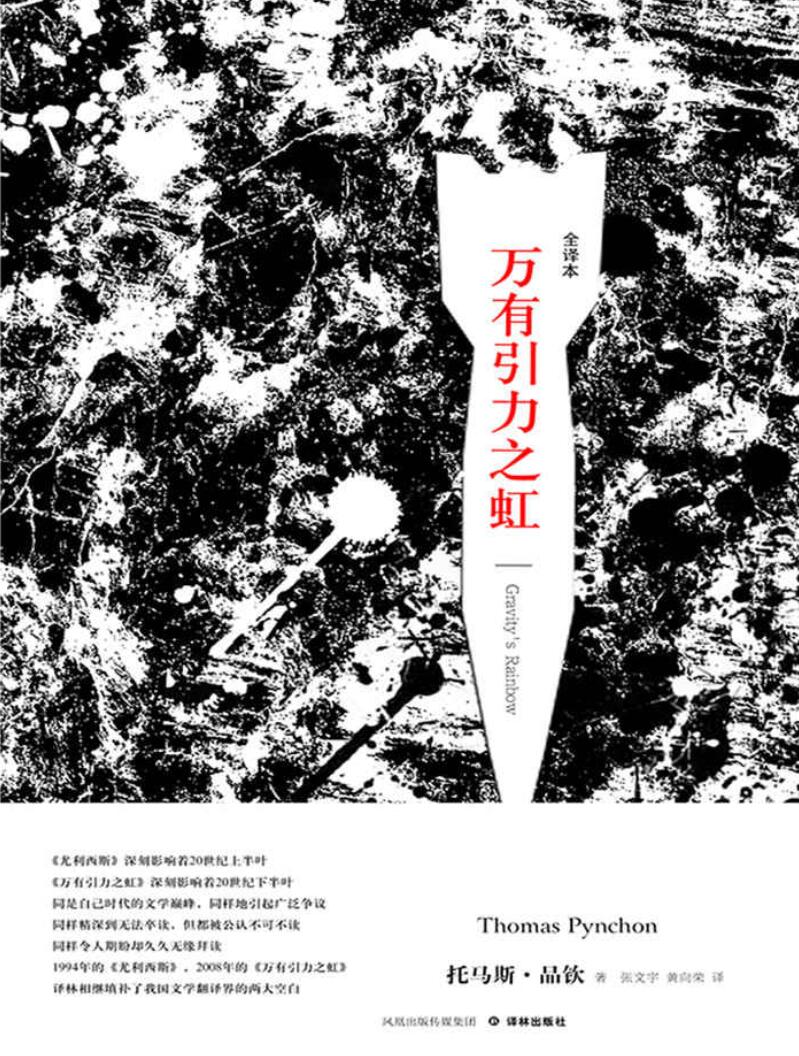 全译本
万有引力之虹
Gravity's Rainbow
《尤利西斯》深刻影响着20世纪上半叶
《万有引力之虹》深刻影响着20世纪下半叶
同是自己时代的文学巅峰，同样地引起广泛争议
同样精深到无法卒读，但都被公认不可不读
同样令人期盼却久久无缘拜读
1994年的《尤利西斯》，2008年的《万有引力之虹》
译林相继填补了我国文学翻译界的两大空白
Thomas Pynchon
托马斯·品钦 著 张文宇 黄向荣 译
凤凰出版传媒集团 译林出版社